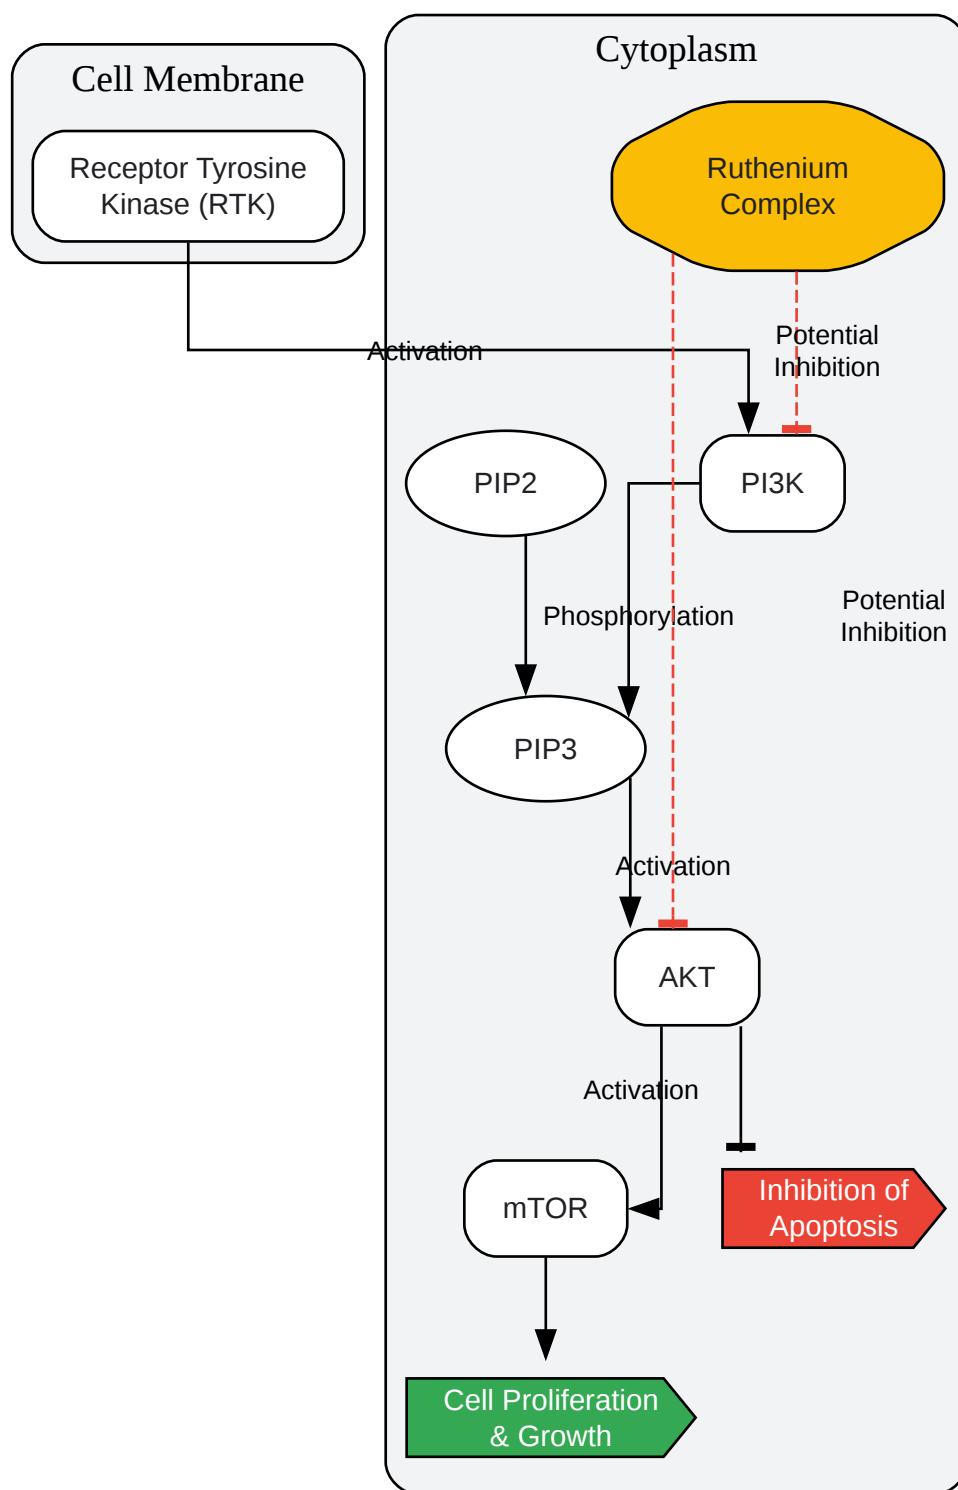 Cytoplasm
Cell Membrane
Receptor Tyrosine
Kinase (RTK)
Ruthenium
Complex
Activation
Potential
Inhibition
PIP2
PI3K
Phosphorylation
Potential
Inhibition
PIP3
Activation
AKT
Activation
mTOR
Inhibition of
Apoptosis
Cell Proliferation
& Growth